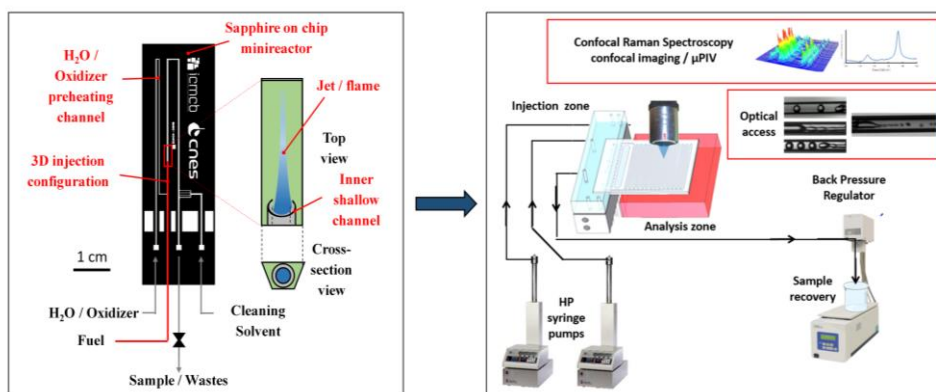 Sapphire on chip
minireactor
H₂O /
Oxidizer
preheating
channel
3D injection
configuration
icmcb
cnes
Jet / flame
Top
view
Inner
shallow
channel
Cross-
section
view
1 cm
H₂O / Oxidizer
Fuel
Cleaning
Solvent
Sample / Wastes
Confocal Raman Spectroscopy
confocal imaging / µPIV
Injection zone
Optical
access
Analysis zone
Back Pressure
Regulator
Sample
recovery
HP
syringe
pumps